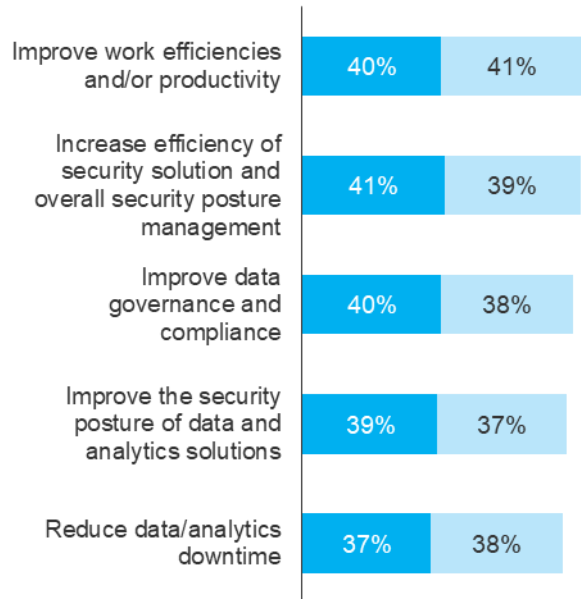 Improve work efficiencies
and/or productivity
40% 41%
Increase efficiency of
security solution and
overall security posture
management
41% 39%
Improve data
governance and
compliance
40% 38%
Improve the security
posture of data and
analytics solutions
39% 37%
Reduce data/analytics
downtime
37% 38%